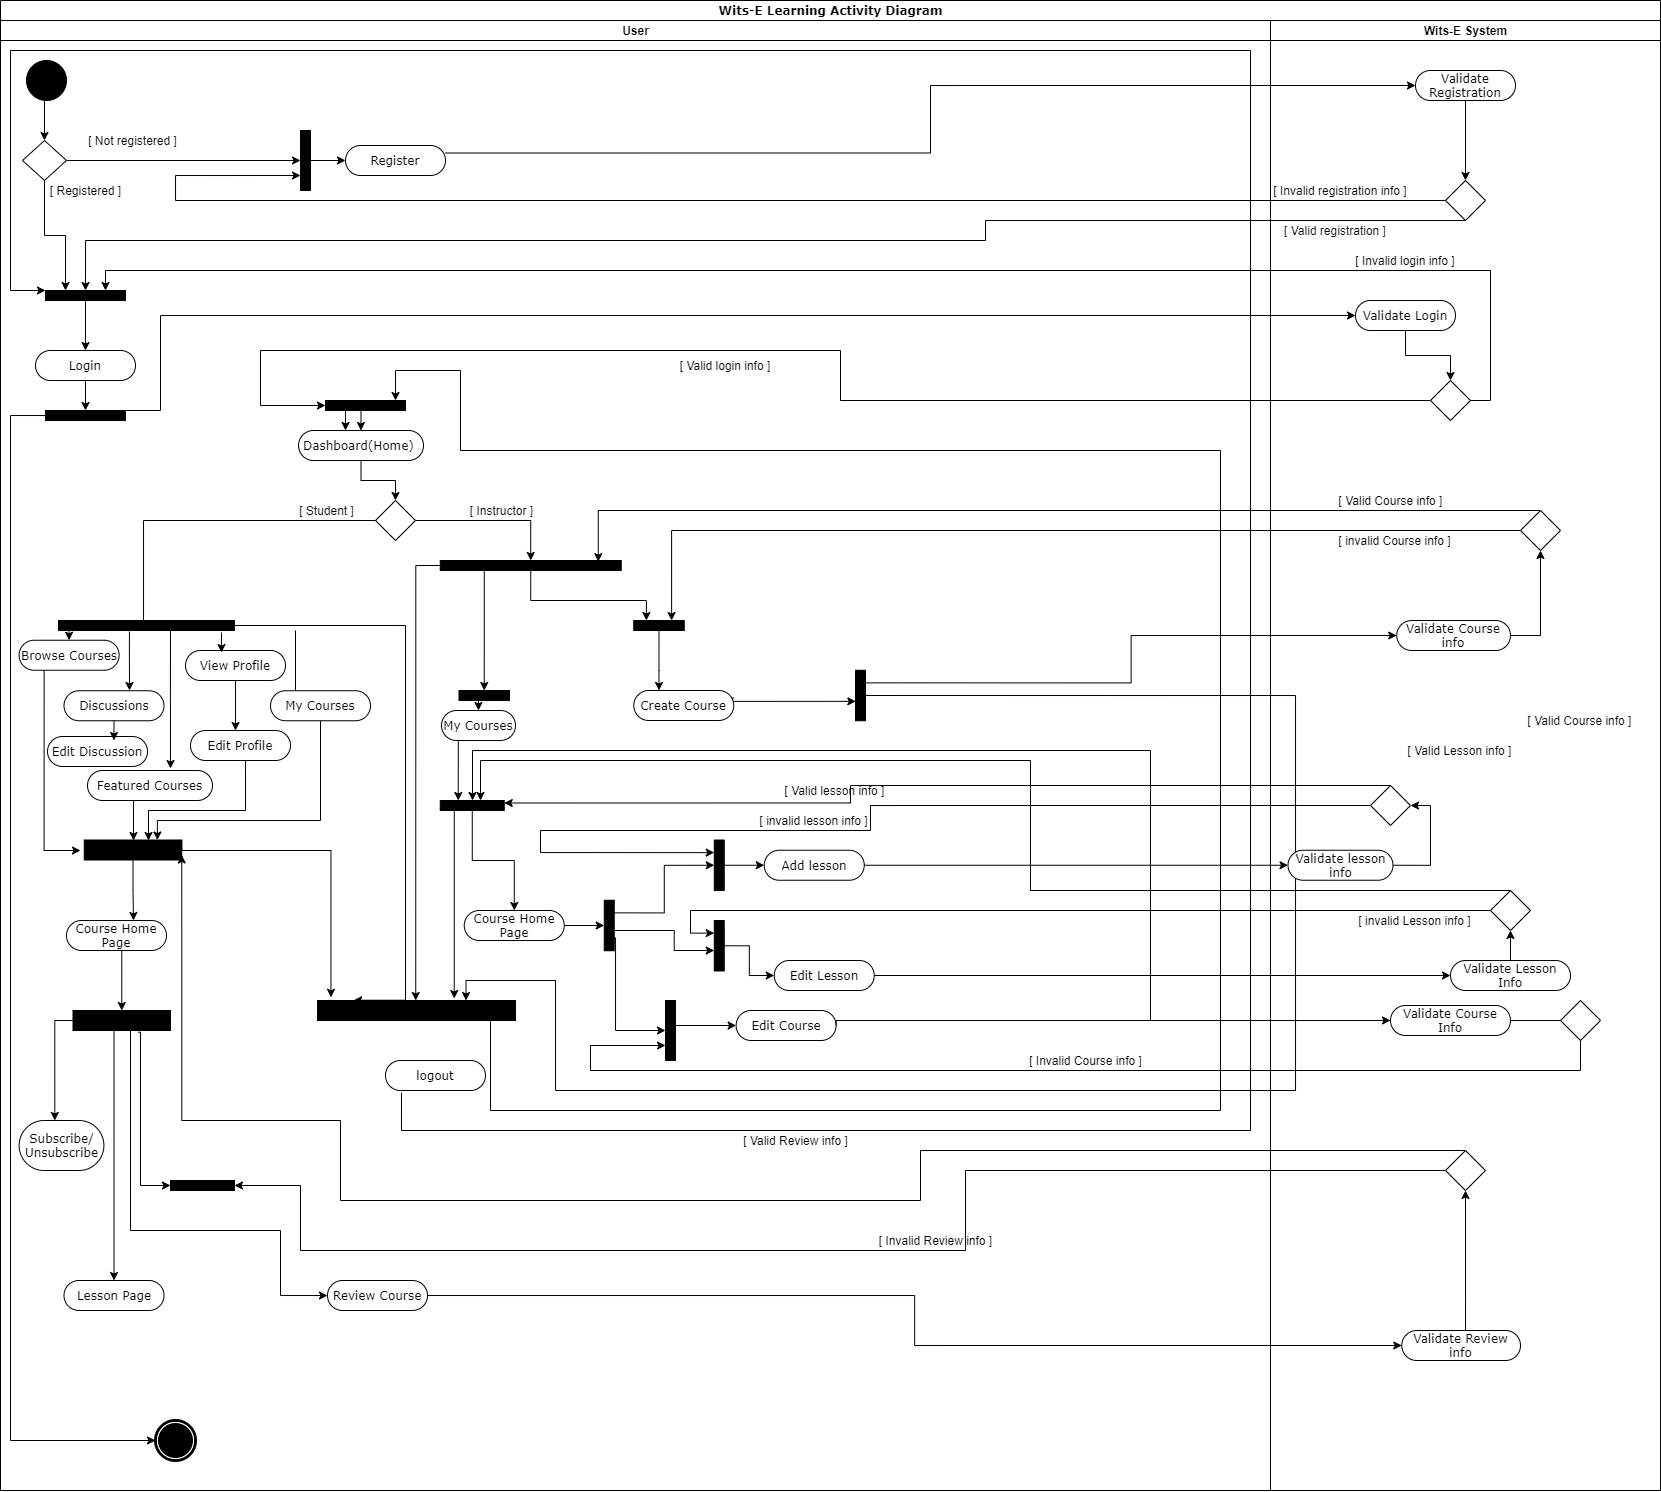 Wits-E Learning Activity Diagram
User
Wits-E System
Validate
Registration
[ Not registered ]
Register
[ Registered ]
[ Invalid registration info ]
[ Valid registration ]
[ Invalid login info ]
Validate Login
Login
[ Valid login info ]
Dashboard(Home)
[ Student ]
[ Instructor ]
[ Valid Course info ]
[ invalid Course info ]
Validate Course
info
Browse Courses
View Profile
Discussions
My Courses
Create Course
My Courses
[ Valid Course info ]
Edit Discussion
Edit Profile
[ Valid Lesson info ]
Featured Courses
[ Valid lesson info ]
[ invalid lesson info ]
Add lesson
Validate lesson
info
Course Home
Page
Course Home
Page
[ invalid Lesson info ]
Edit Lesson
Validate Lesson
Info
Edit Course
Validate Course
Info
[ Invalid Course info ]
logout
Subscribe/
Unsubscribe
[ Valid Review info ]
[ Invalid Review info ]
Lesson Page
Review Course
Validate Review
info